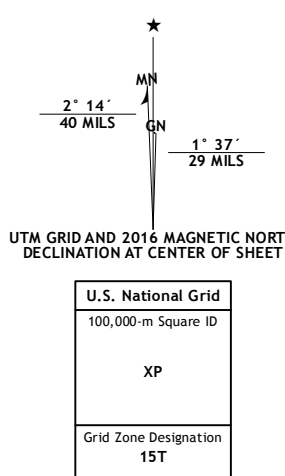 MN
2° 14´
40 MILS
GN
1° 37´
29 MILS
UTM GRID AND 2016 MAGNETIC NORT
DECLINATION AT CENTER OF SHEET
U.S. National Grid
100,000-m Square ID
XP
Grid Zone Designation
15T